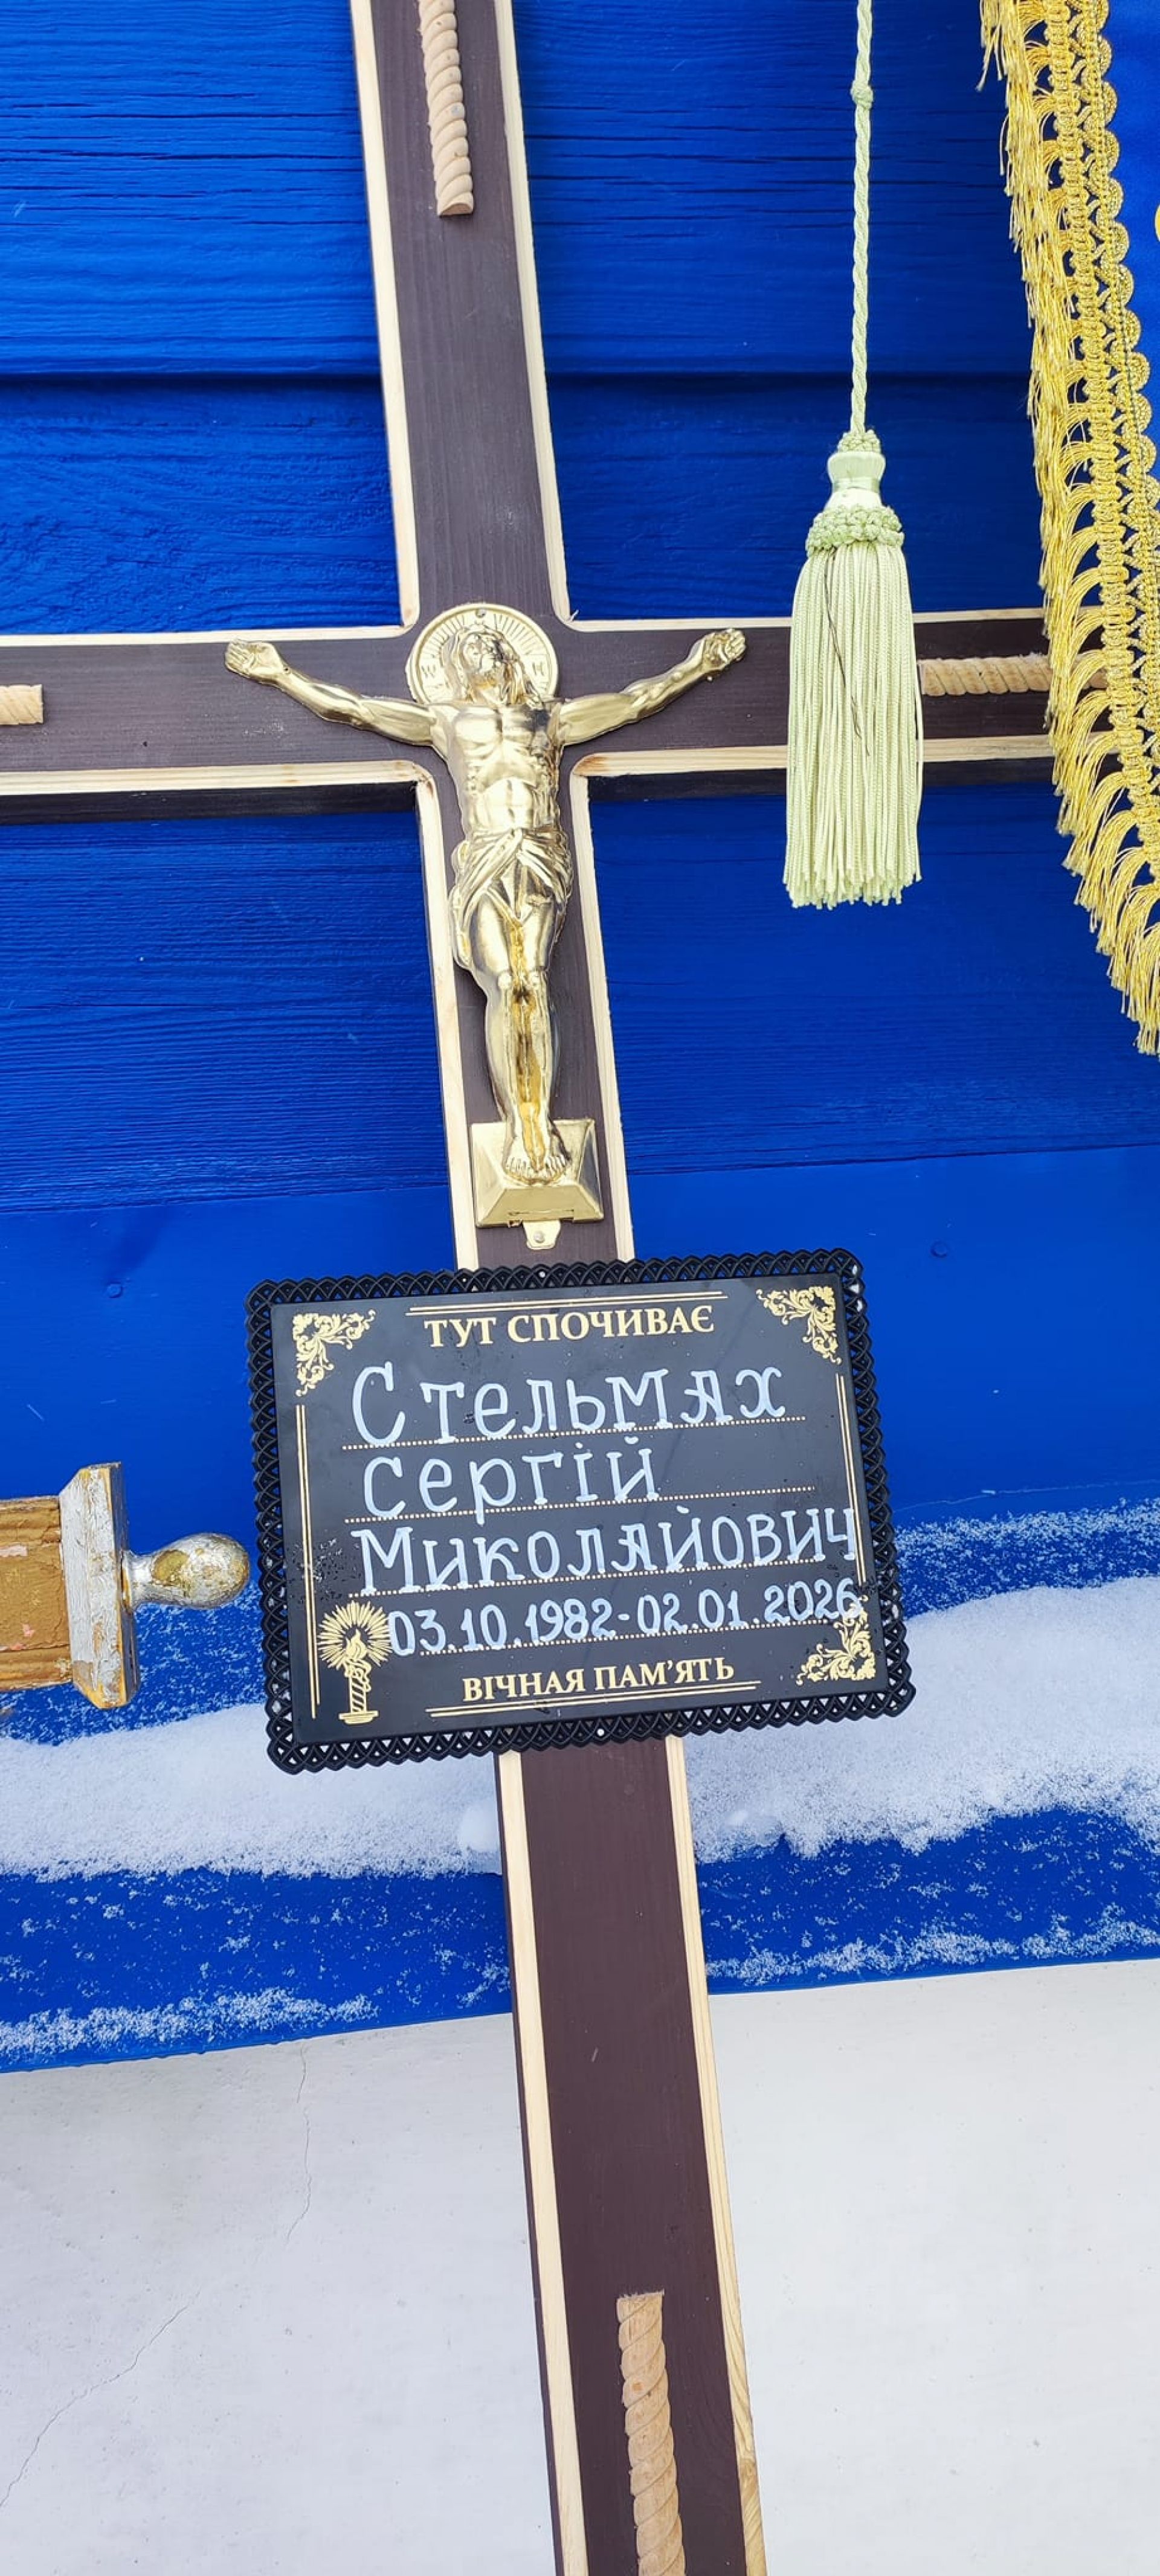 ТУТ СПОЧИВАЄ
Стельмах
Сергій
Миколайович
03.10.1982-02.01.2026
ВІЧНАЯ ПАМ'ЯТЬ